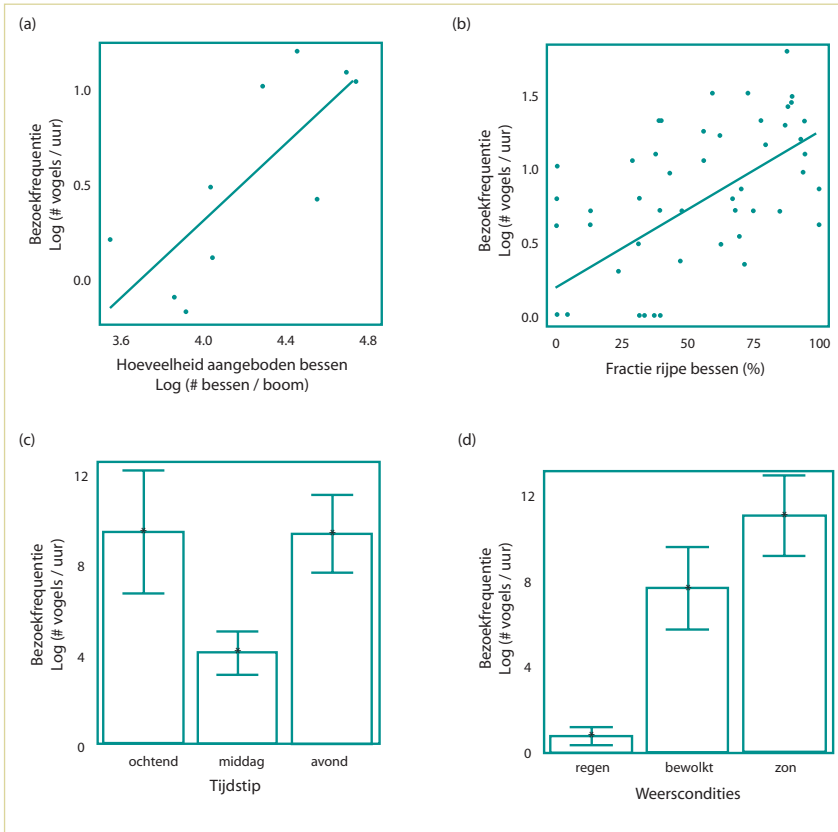 (a)
Bezoekfrequentie
Log (# vogels / uur)
1.0
0.5
0.0
3.6 4.0 4.4 4.8
Hoeveelheid aangeboden bessen
Log (# bessen / boom)
(b)
Bezoekfrequentie
Log (# vogels / uur)
1.5
1.0
0.5
0.0
0 25 50 75 100
Fractie rijpe bessen (%)
(c)
Bezoekfrequentie
Log (# vogels / uur)
12
8
4
0
ochtend middag avond
Tijdstip
(d)
Bezoekfrequentie
Log (# vogels / uur)
12
8
4
0
regen bewolkt zon
Weerscondities